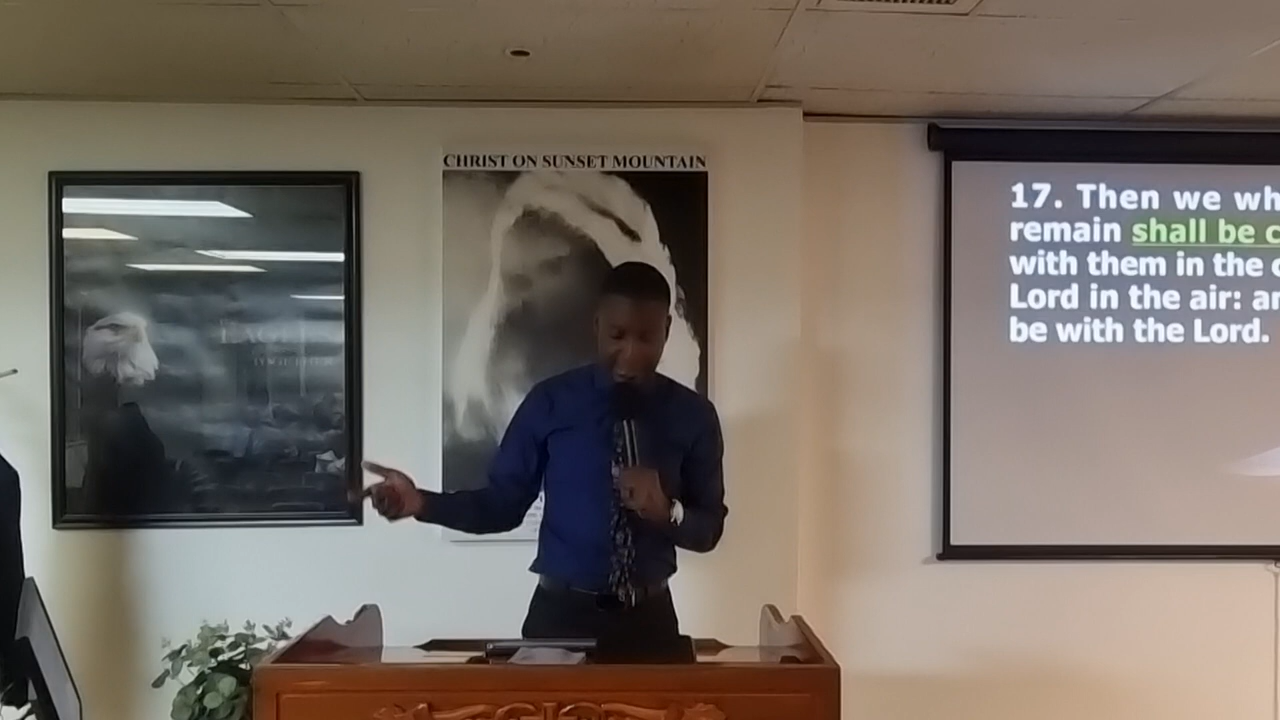 CHRIST ON SUNSET MOUNTAIN
17. Then we wh
remain shall be c
with them in the c
Lord in the air: an
be with the Lord.